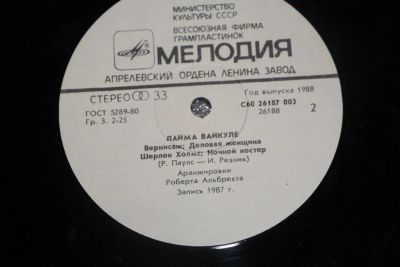 МИНИСТЕРСТВО
КУЛЬТУРЫ СССР
ВСЕСОЮЗНАЯ ФИРМА
ГРАМПЛАСТИНОК
МЕЛОДИЯ
АПРЕЛЕВСКИЙ ОРДЕНА ЛЕНИНА ЗАВОД
СТЕРЕО 33
Год выпуска 1988
ГОСТ 5289-80
С60 26187 003
Гр. 3. 2-25
26188 2
ЛАЙМА ВАЙКУЛЕ
Вернисаж; Деловая женщина
Шерлок Холмс; Ночной костер
(Р. Паулс — И. Резник)
Аранжировки
Роберта Альбрехта
Запись 1987 г.